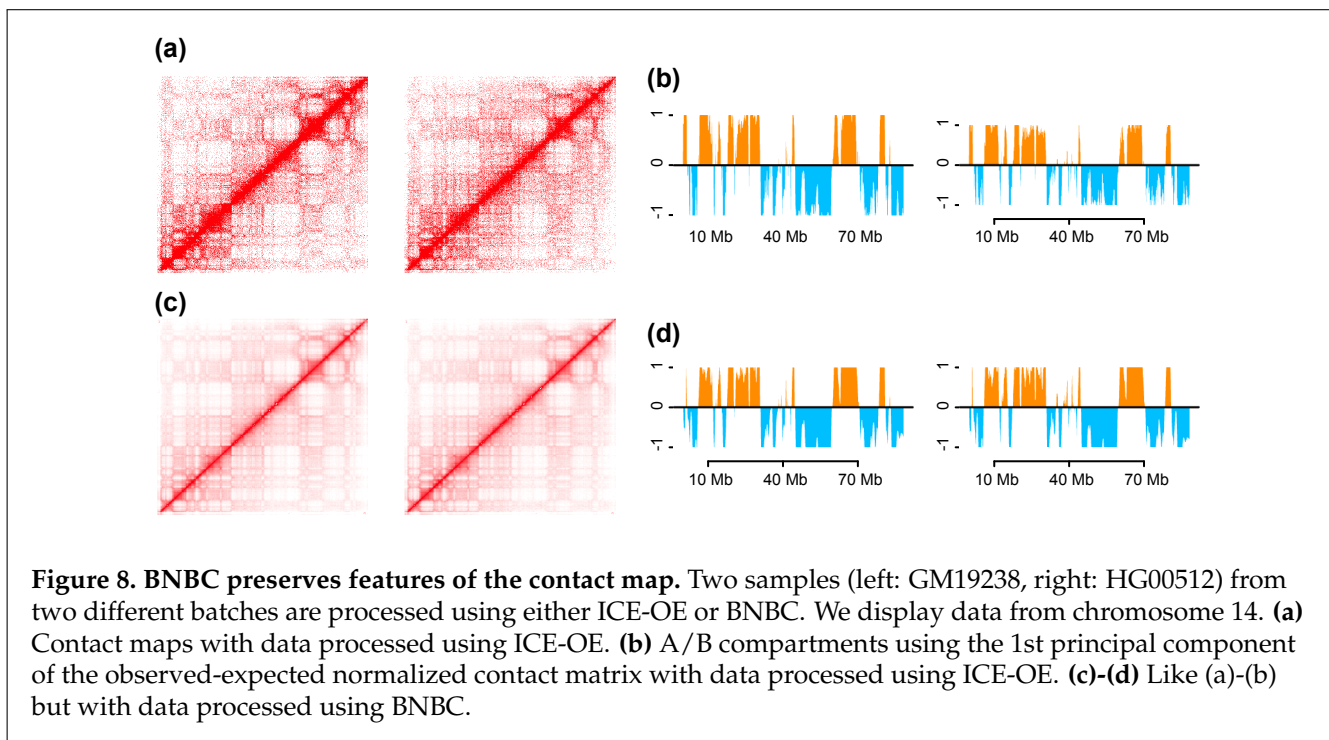 (a)
(b)
1
0
-1
10 Mb 40 Mb 70 Mb
1
0
-1
10 Mb 40 Mb 70 Mb
(c)
(d)
1
0
-1
10 Mb 40 Mb 70 Mb
1
0
-1
10 Mb 40 Mb 70 Mb
Figure 8. BNBC preserves features of the contact map. Two samples (left: GM19238, right: HG00512) from
two different batches are processed using either ICE-OE or BNBC. We display data from chromosome 14. (a)
Contact maps with data processed using ICE-OE. (b) A/B compartments using the 1st principal component
of the observed-expected normalized contact matrix with data processed using ICE-OE. (c)-(d) Like (a)-(b)
but with data processed using BNBC.